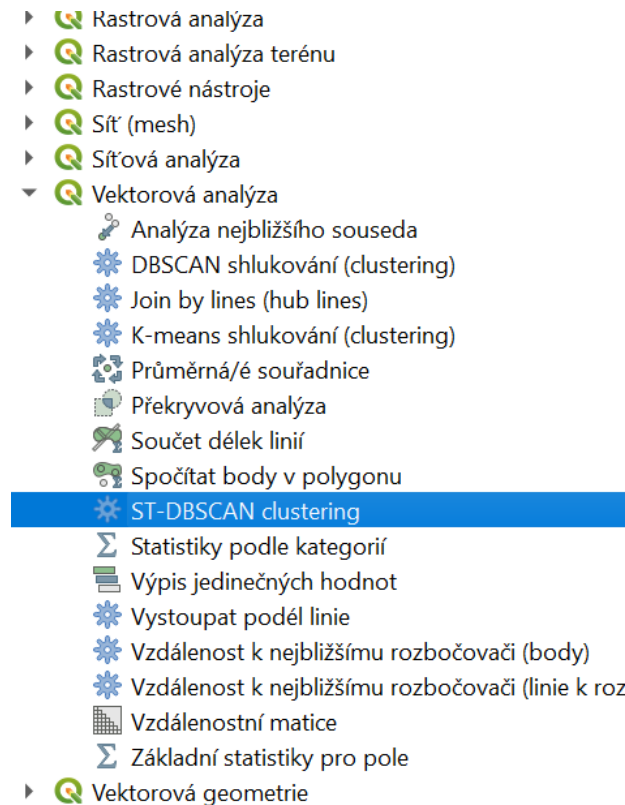 Rastrová analýza
Rastrová analýza terénu
Rastrové nástroje
Síť (mesh)
Síťová analýza
Vektorová analýza
Analýza nejbližšího souseda
DBSCAN shlukování (clustering)
Join by lines (hub lines)
K-means shlukování (clustering)
Průměrná/é souřadnice
Překryvová analýza
Součet délek linií
Spočítat body v polygonu
ST-DBSCAN clustering
Statistiky podle kategorií
Výpis jedinečných hodnot
Vystoupat podél linie
Vzdálenost k nejbližšímu rozbočovači (body)
Vzdálenost k nejbližšímu rozbočovači (linie k roz
Vzdálenostní matice
Základní statistiky pro pole
Vektorová geometrie